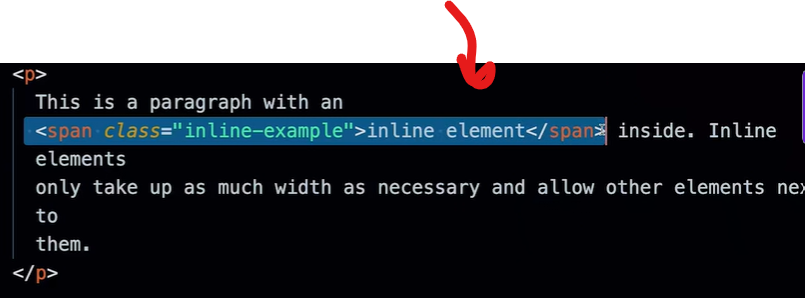 <p>
This is a paragraph with an
<span class="inline-example">inline element</span> inside. Inline
elements
only take up as much width as necessary and allow other elements
to
them.
</p>